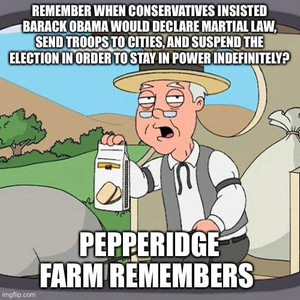 REMEMBER WHEN CONSERVATIVES INSISTED
BARACK OBAMA WOULD DECLARE MARTIAL LAW,
SEND TROOPS TO CITIES, AND SUSPEND THE
ELECTION IN ORDER TO STAY IN POWER INDEFINITELY?
PEPPERIDGE
FARM REMEMBERS
imgflip.com